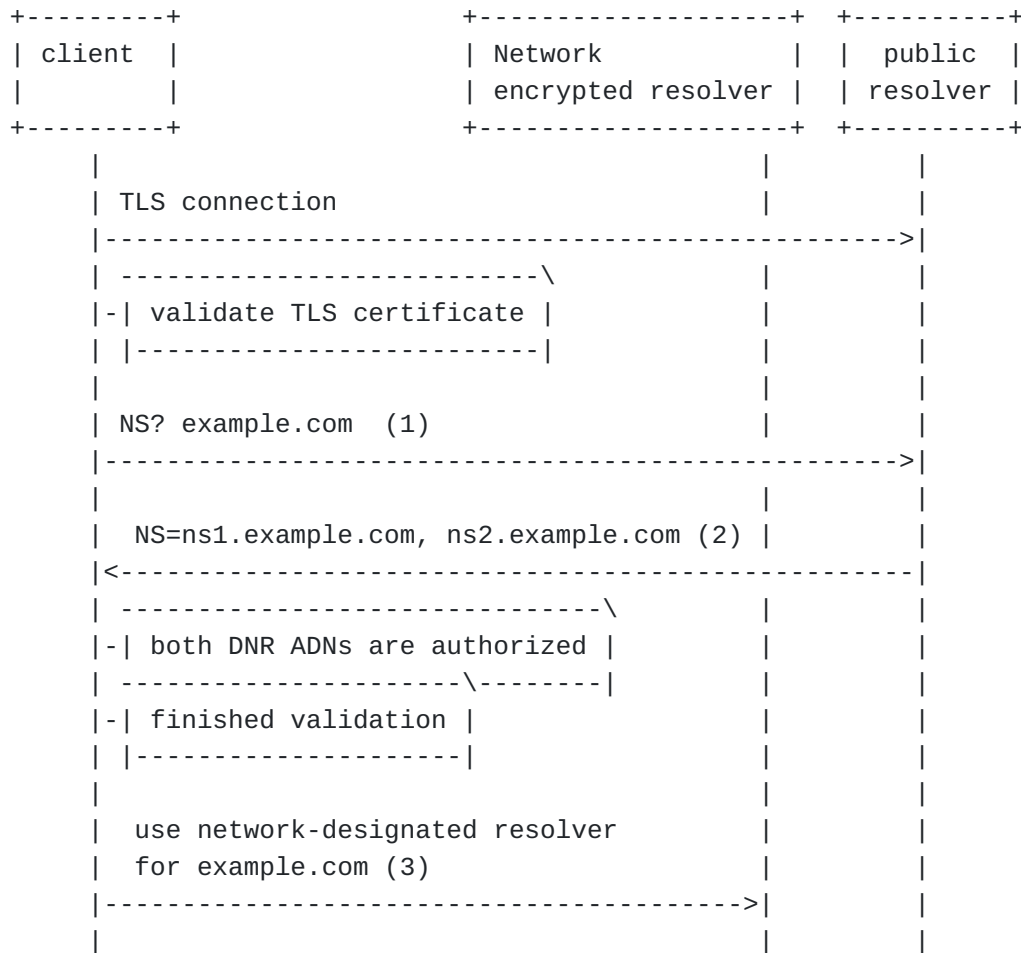 +---------+                  +--------------------+  +----------+
| client  |                  | Network            |  |  public  |
|         |                  | encrypted resolver |  | resolver |
+---------+                  +--------------------+  +----------+
     |                                          |         |
     | TLS connection                           |         |
     |--------------------------------------------------->|
     | ---------------------------\             |         |
     |-| validate TLS certificate |             |         |
     | |--------------------------|             |         |
     |                                          |         |
     | NS? example.com  (1)                     |         |
     |--------------------------------------------------->|
     |                                          |         |
     |  NS=ns1.example.com, ns2.example.com (2) |         |
     |<---------------------------------------------------|
     | -------------------------------\         |         |
     |-| both DNR ADNs are authorized |         |         |
     | ----------------------\--------|         |         |
     |-| finished validation |                  |         |
     | |---------------------|                  |         |
     |                                          |         |
     |  use network-designated resolver         |         |
     |  for example.com (3)                     |         |
     |----------------------------------------->|         |
     |                                          |         |